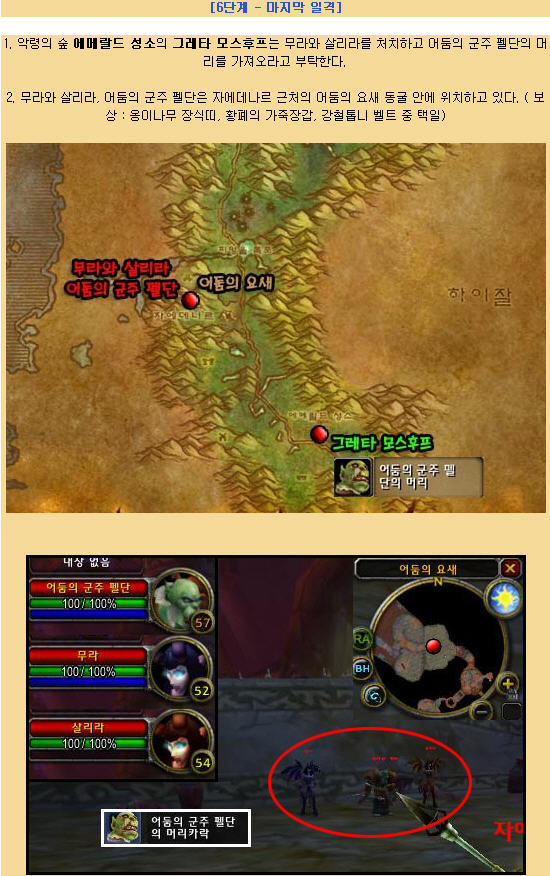 [6단계 - 마지막 일격]
1. 악령의 숲 에메랄드 성소의 그레타 모스후프는 무라와 살리라를 처치하고 어둠의 군주 펠단의 머
리를 가져오라고 부탁한다.
2. 무라와 살리라, 어둠의 군주 펠단은 자에데나르 근처의 어둠의 요새 동굴 안에 위치하고 있다. ( 보
상 : 옹이나무 장식띠, 황폐의 가죽장갑, 강철톱니 벨트 중 택일)
부라와 살리라
어둠의 군주 펠단
어둠의 요새
자에데나르
하이잘
에메랄드 성소
그레타 모스후프
어둠의 군주 펠
단의 머리
대상 없음
어둠의 군주 펠단
100 / 100%
57
무라
100 / 100%
52
살리라
100 / 100%
54
어둠의 요새
N
RA
BH
어둠의 군주 펠단
의 머리카락